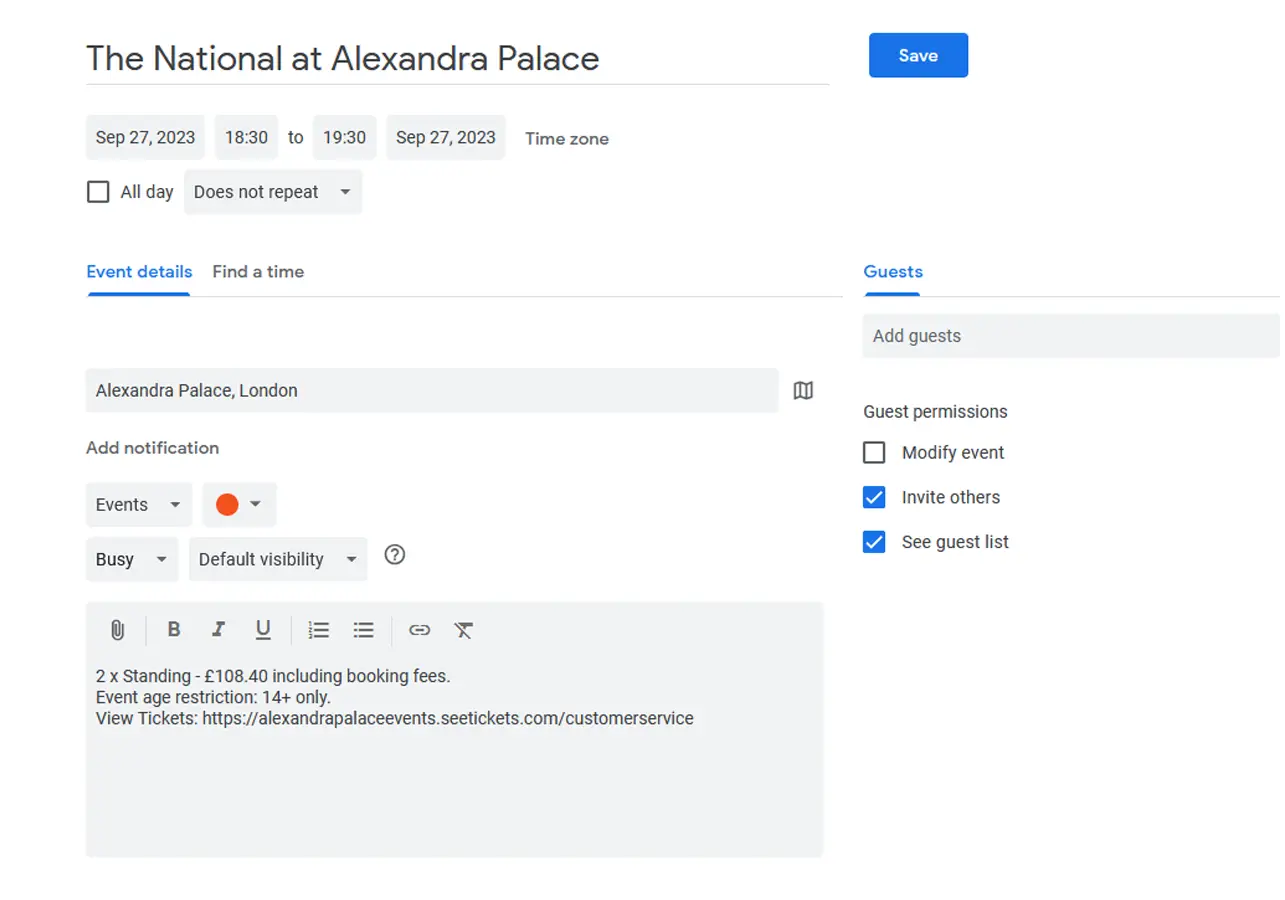 The National at Alexandra Palace
Save
Sep 27, 2023 18:30 to 19:30 Sep 27, 2023 Time zone
All day Does not repeat
Event details Find a time
Guests
Add guests
Alexandra Palace, London
Guest permissions
Add notification
Modify event
Events
Invite others
Busy Default visibility
See guest list
B I U
2 x Standing - £108.40 including booking fees.
Event age restriction: 14+ only.
View Tickets: https://alexandrapalaceevents.seetickets.com/customerservice